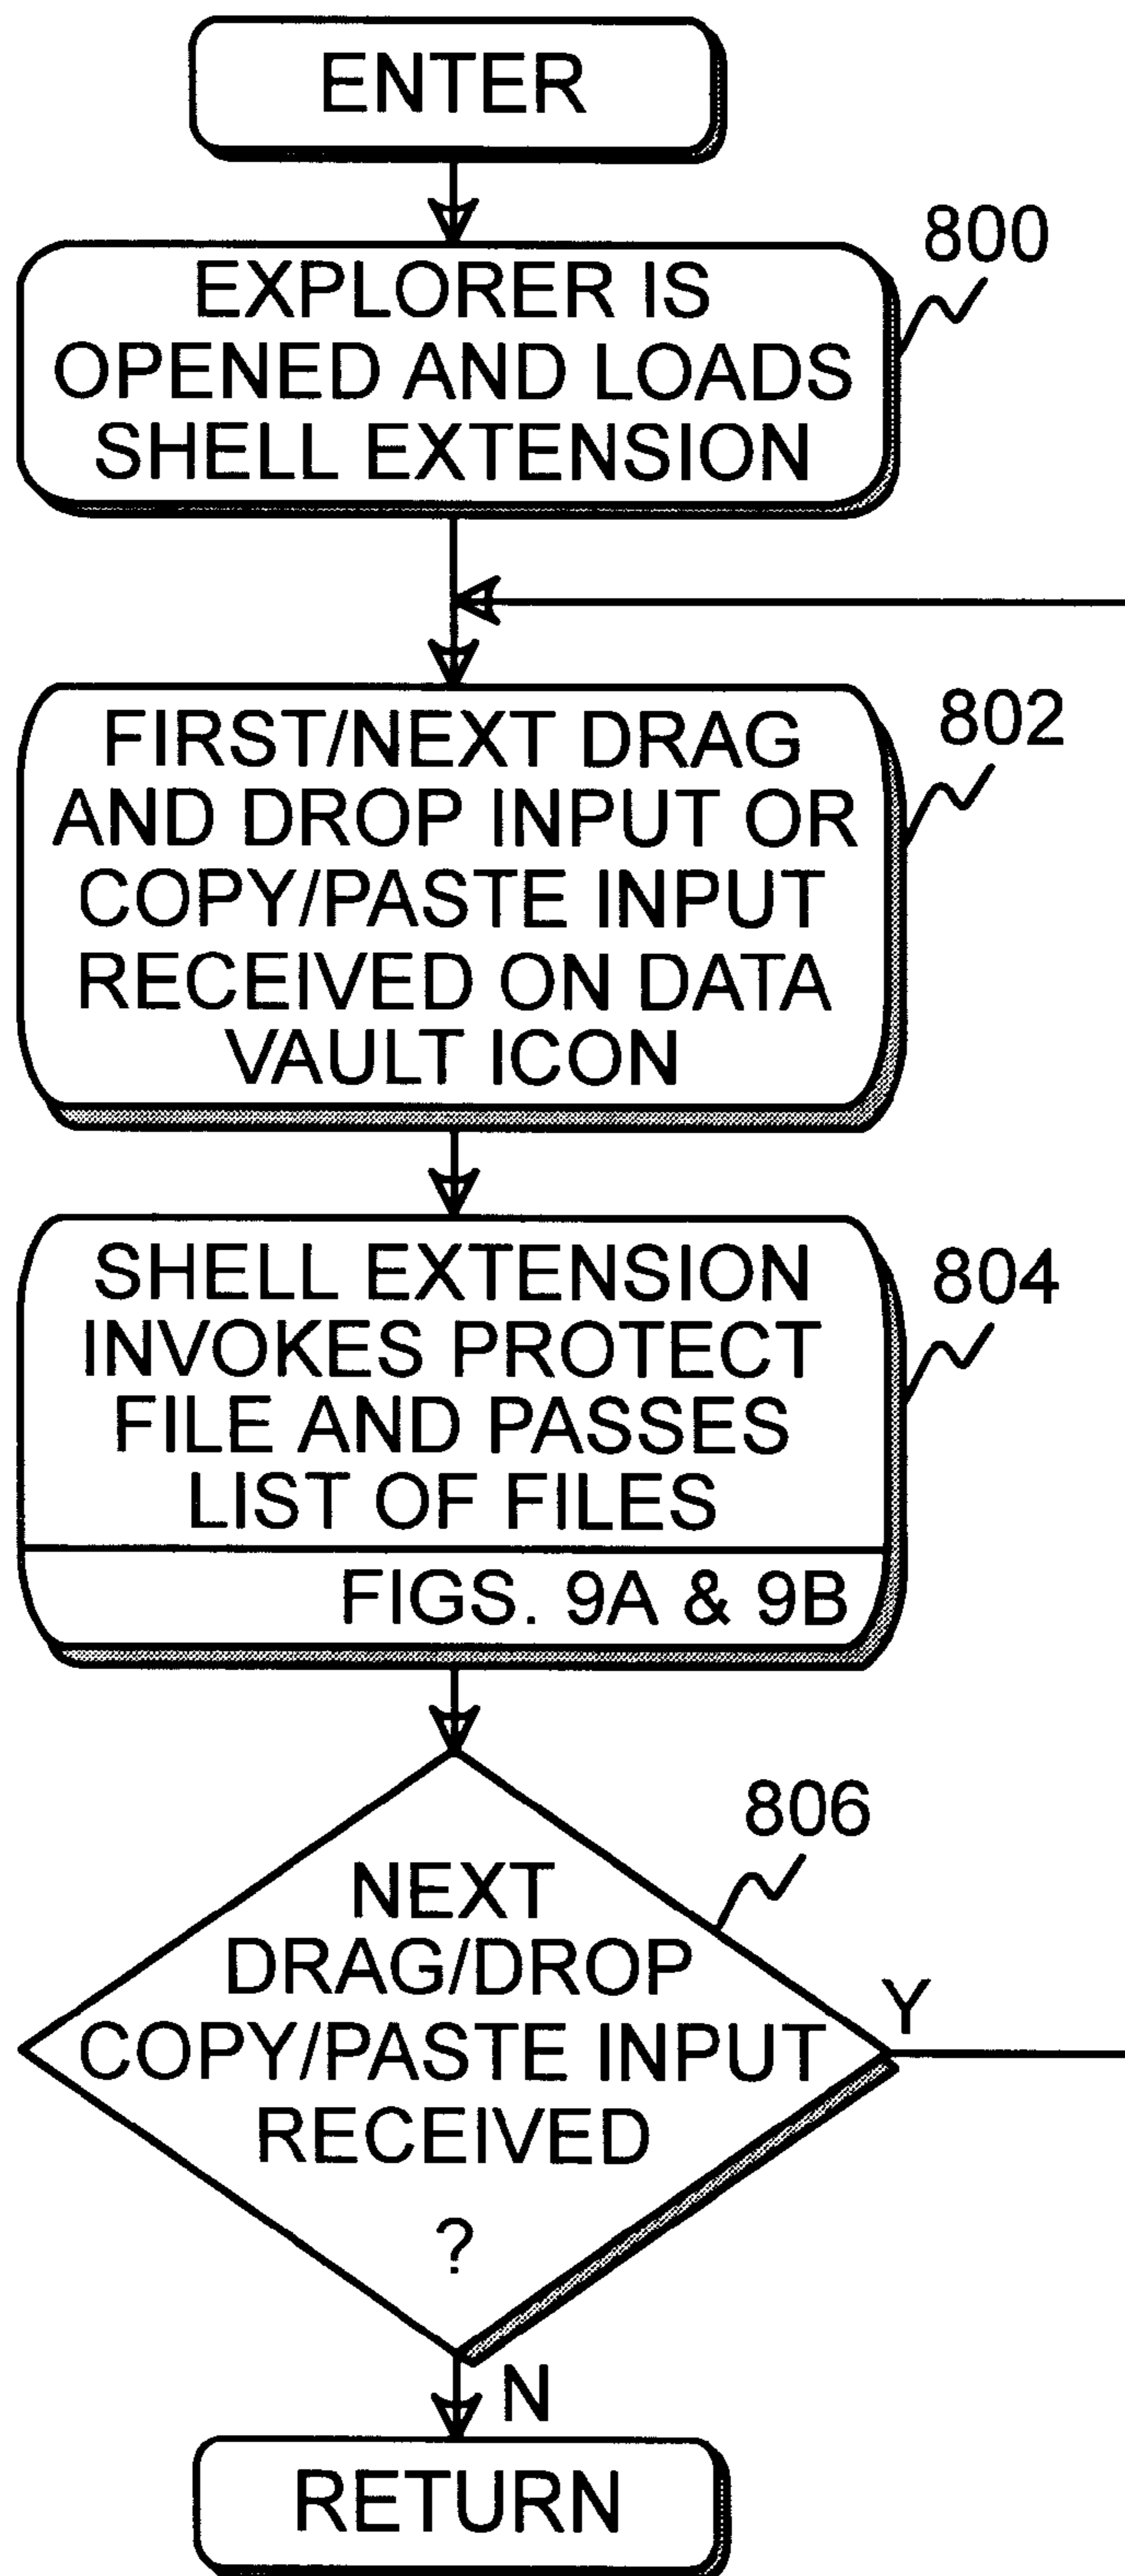 ENTER
800
EXPLORER IS
OPENED AND LOADS
SHELL EXTENSION
802
FIRST/NEXT DRAG
AND DROP INPUT OR
COPY/PASTE INPUT
RECEIVED ON DATA
VAULT ICON
804
SHELL EXTENSION
INVOKES PROTECT
FILE AND PASSES
LIST OF FILES
FIGS. 9A & 9B
806
NEXT
DRAG/DROP
COPY/PASTE INPUT
RECEIVED
?
Y
N
RETURN